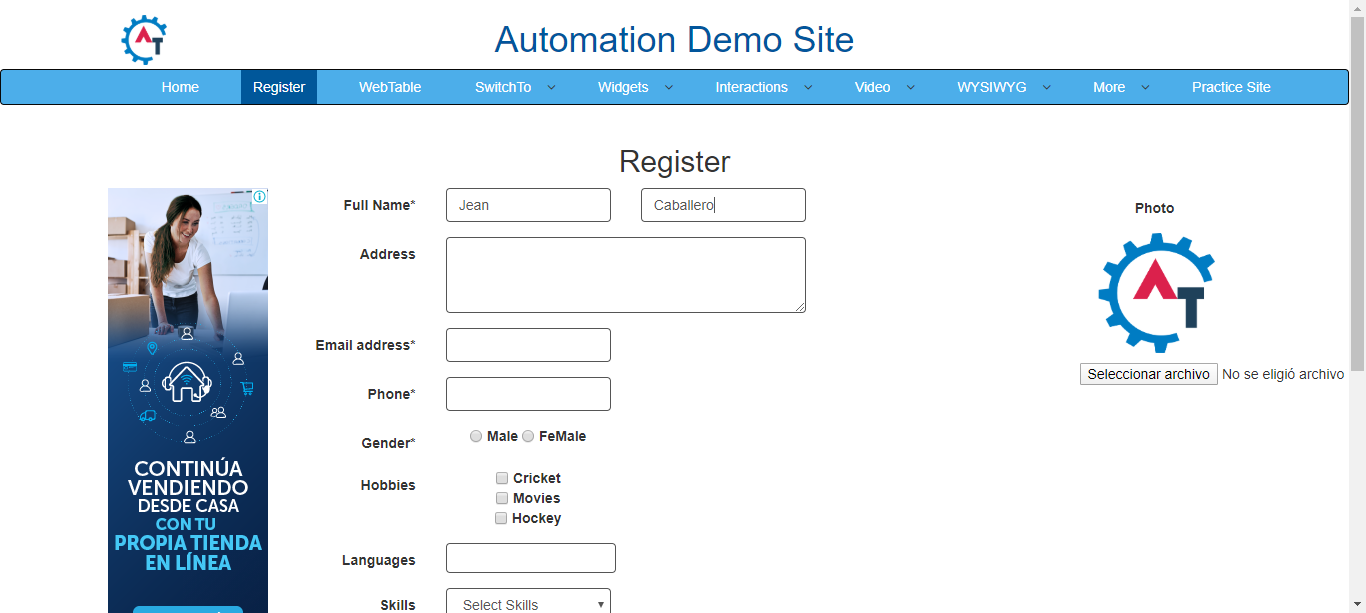 AT
Automation Demo Site
Home Register WebTable SwitchTo Widgets Interactions Video WYSIWYG More Practice Site
Register
Full Name* Jean Caballero
Photo
Address
AT
Email address*
Seleccionar archivo No se eligió archivo
Phone*
Gender* Male FeMale
Hobbies Cricket
Movies
Hockey
Languages
Skills Select Skills
CONTINÚA
VENDIENDO
DESDE CASA
CON TU
PROPIA TIENDA
EN LÍNEA